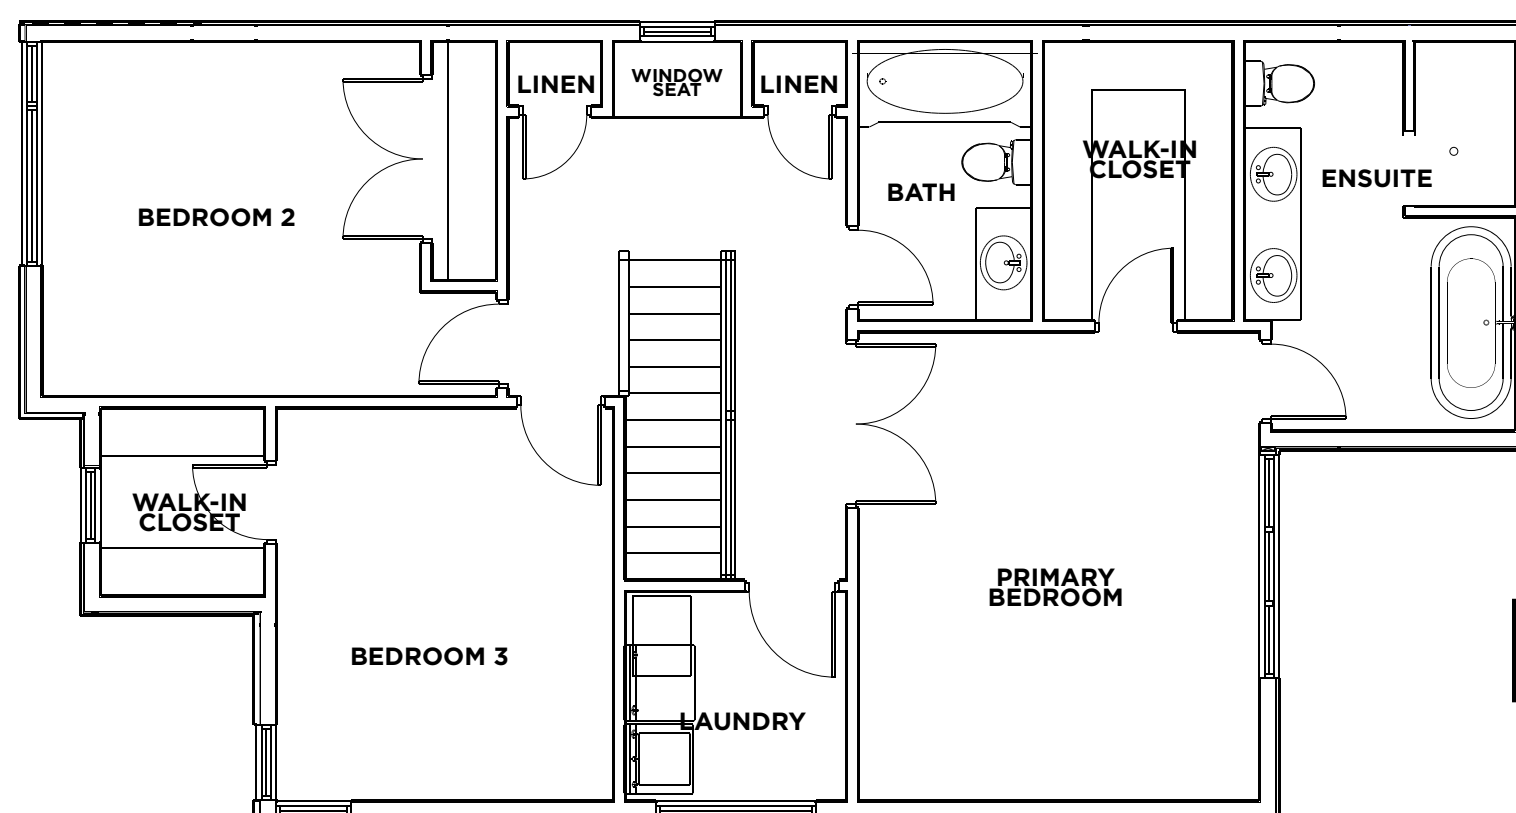 LINEN
WINDOW
SEAT
LINEN
WALK-IN
CLOSET
BATH
ENSUITE
BEDROOM 2
WALK-IN
CLOSET
PRIMARY
BEDROOM
BEDROOM 3
LAUNDRY